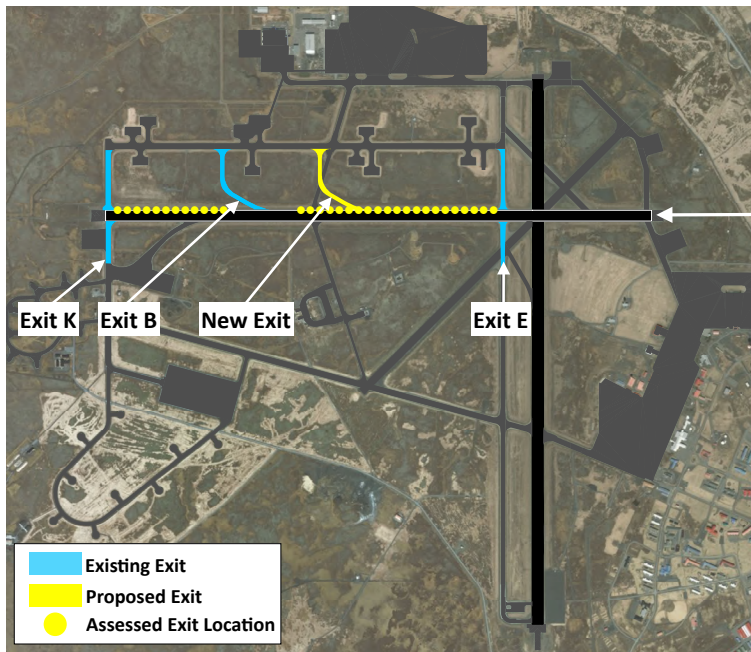 Exit K
Exit B
New Exit
Exit E
Existing Exit
Proposed Exit
Assessed Exit Location